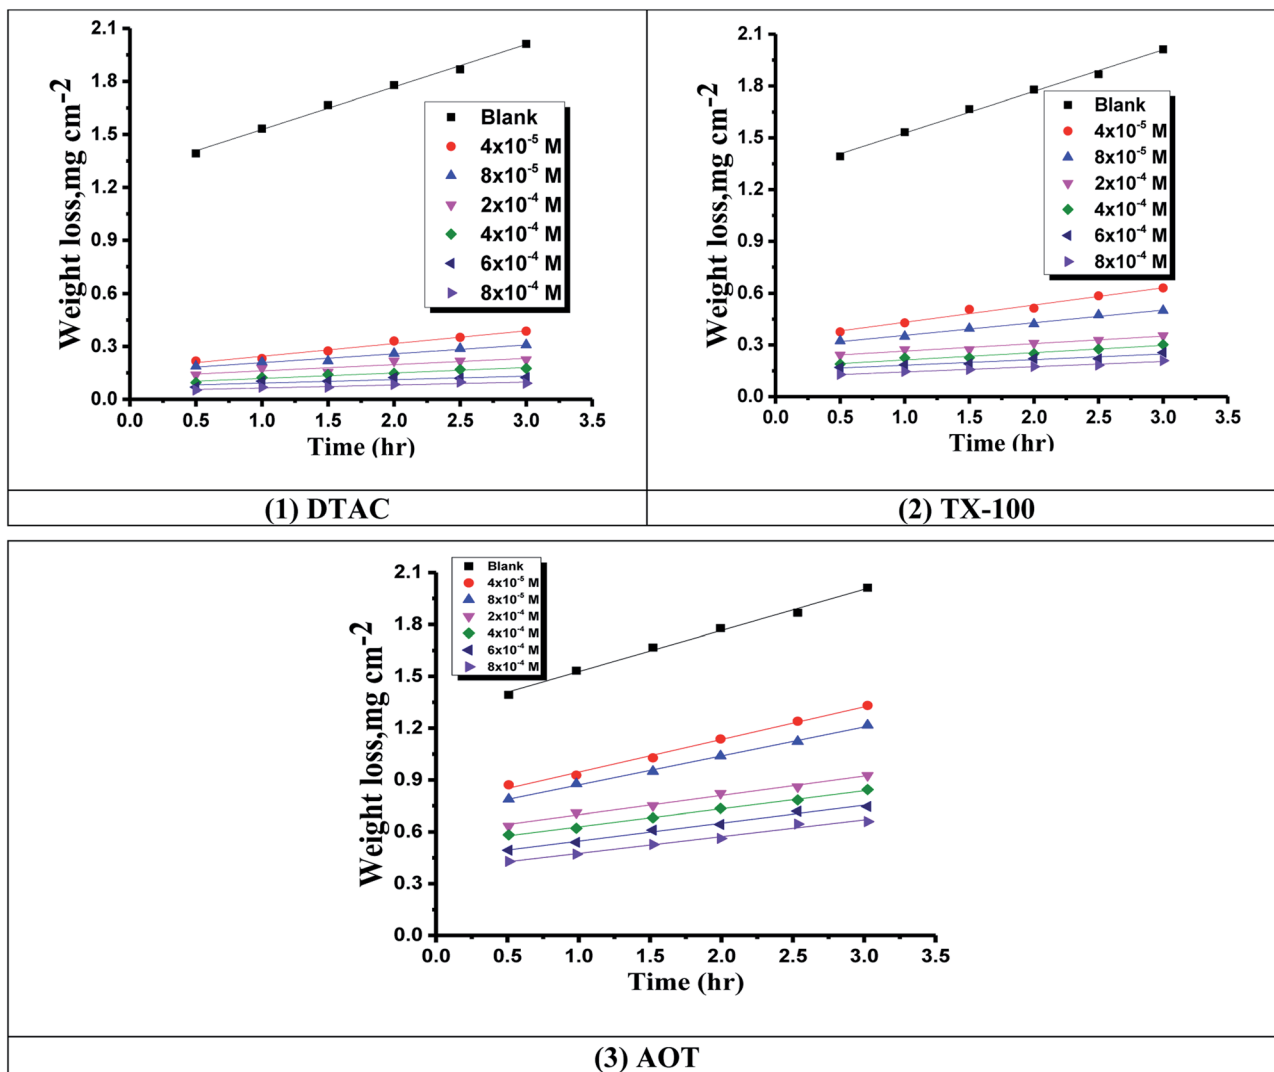 2.1
1.8
1.5
1.2
0.9
0.6
0.3
0.0
Weight loss,mg cm⁻²
Blank
4x10⁻⁵ M
8x10⁻⁵ M
2x10⁻⁴ M
4x10⁻⁴ M
6x10⁻⁴ M
8x10⁻⁴ M
0.0 0.5 1.0 1.5 2.0 2.5 3.0 3.5
Time (hr)
(1) DTAC
2.1
1.8
1.5
1.2
0.9
0.6
0.3
0.0
Weight loss,mg cm⁻²
Blank
4x10⁻⁵ M
8x10⁻⁵ M
2x10⁻⁴ M
4x10⁻⁴ M
6x10⁻⁴ M
8x10⁻⁴ M
0.0 0.5 1.0 1.5 2.0 2.5 3.0 3.5
Time (hr)
(2) TX-100
2.1
1.8
1.5
1.2
0.9
0.6
0.3
0.0
Weight loss,mg cm⁻²
Blank
4x10⁻⁵ M
8x10⁻⁵ M
2x10⁻⁴ M
4x10⁻⁴ M
6x10⁻⁴ M
8x10⁻⁴ M
0.0 0.5 1.0 1.5 2.0 2.5 3.0 3.5
Time (hr)
(3) AOT